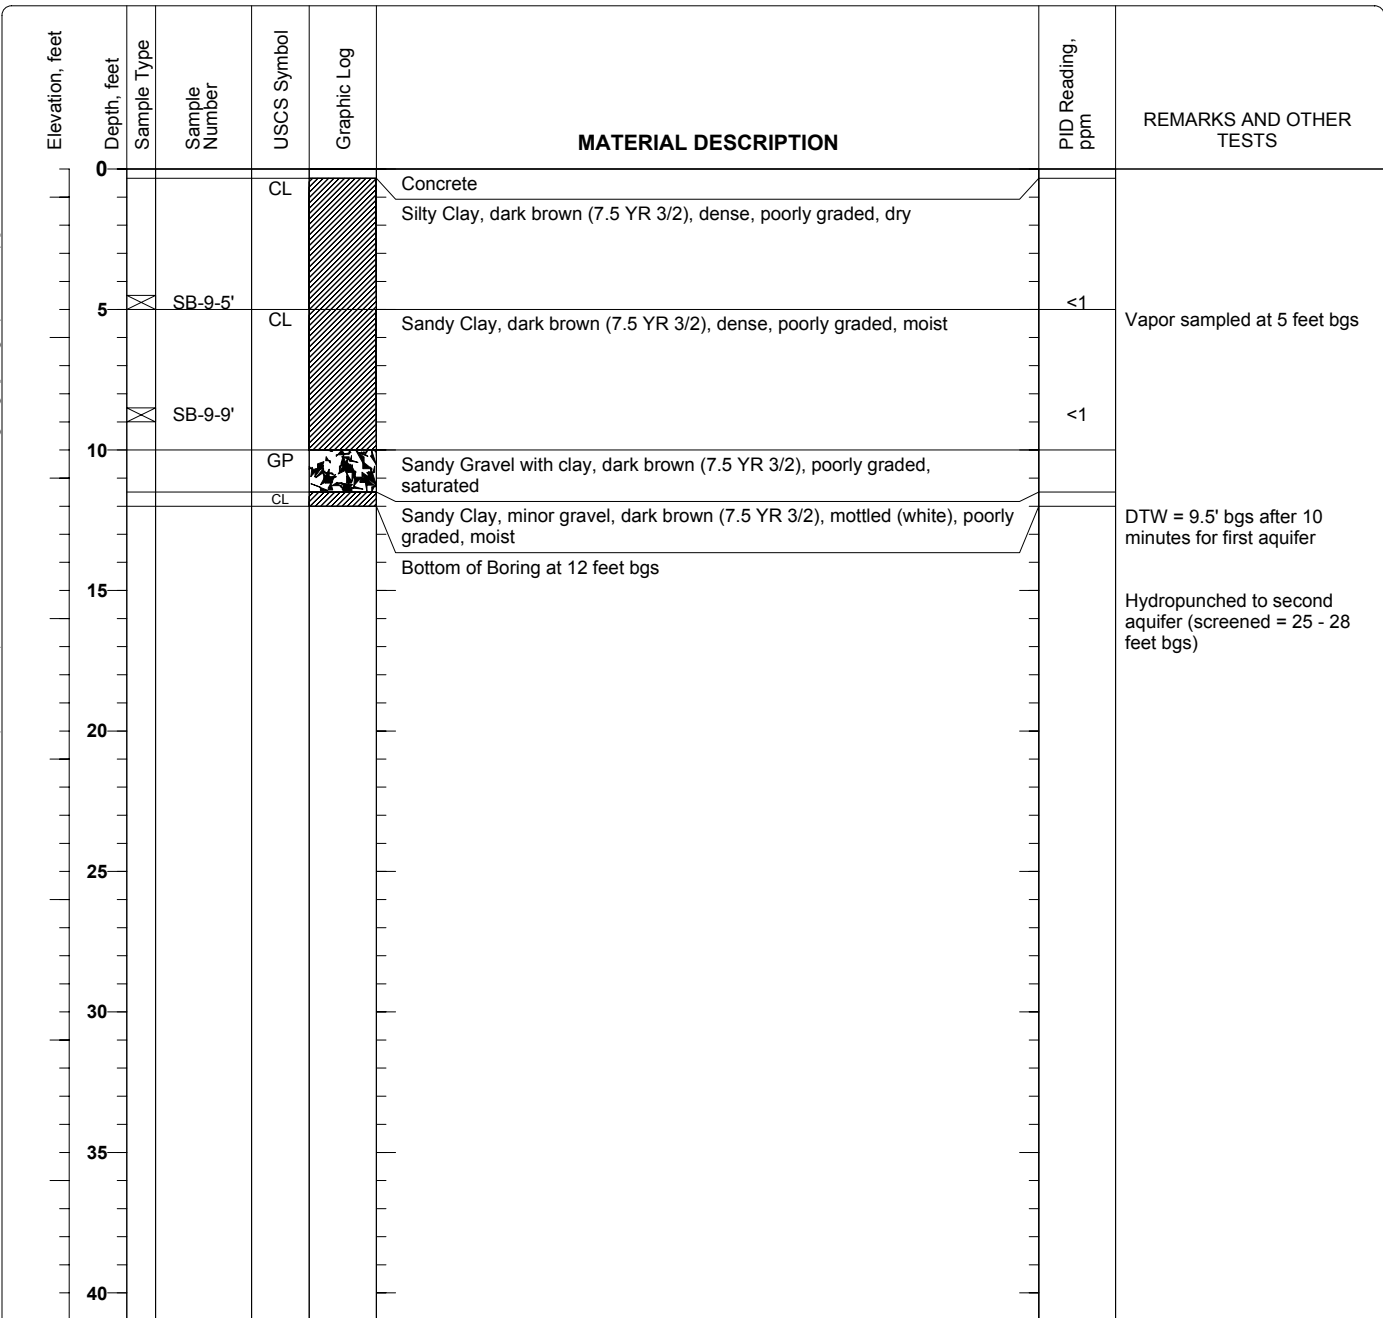 Elevation, feet
Depth, feet
Sample Type
Sample
Number
USCS Symbol
Graphic Log
MATERIAL DESCRIPTION
PID Reading,
ppm
REMARKS AND OTHER
TESTS
0
CL
Concrete
Silty Clay, dark brown (7.5 YR 3/2), dense, poorly graded, dry
SB-9-5'
<1
5
CL
Sandy Clay, dark brown (7.5 YR 3/2), dense, poorly graded, moist
Vapor sampled at 5 feet bgs
SB-9-9'
<1
10
GP
Sandy Gravel with clay, dark brown (7.5 YR 3/2), poorly graded,
saturated
CL
Sandy Clay, minor gravel, dark brown (7.5 YR 3/2), mottled (white), poorly
graded, moist
DTW = 9.5' bgs after 10
minutes for first aquifer
Bottom of Boring at 12 feet bgs
15
Hydropunched to second
aquifer (screened = 25 - 28
feet bgs)
20
25
30
35
40